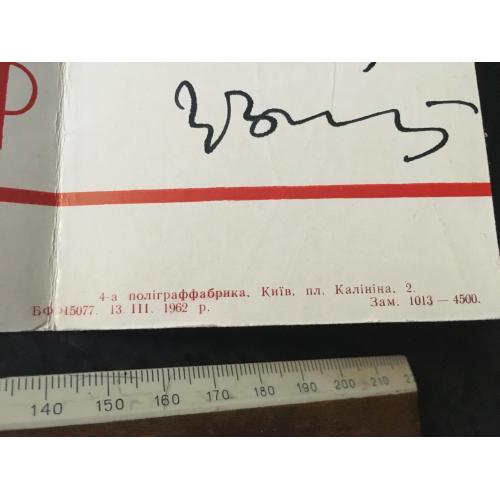 4-а поліграффабрика, Київ, пл. Калініна, 2.
БФ 15077. 13. III. 1962 р. Зам. 1013 — 4500.
140 150 160 170 180 190 200 210